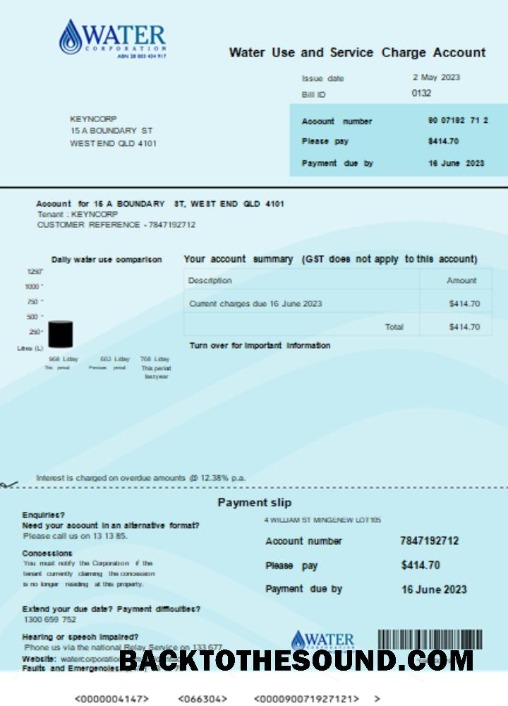 WATER
CORPORATION
ABN 28 003 434 917
Water Use and Service Charge Account
Issue date 2 May 2023
Bill ID 0132
Account number 90 07192 71 2
Please pay $414.70
Payment due by 16 June 2023
KEYNCORP
15 A BOUNDARY ST
WEST END QLD 4101
Account for 15 A BOUNDARY ST, WEST END QLD 4101
Tenant : KEYNCORP
CUSTOMER REFERENCE - 7847192712
Daily water use comparison
1250
1000
750
500
250
Litres (L)
968 L/day 602 L/day 768 L/day
This period Previous period This period
last year
Your account summary (GST does not apply to this account)
Description Amount
Current charges due 16 June 2023 $414.70
Total $414.70
Turn over for important information
Interest is charged on overdue amounts @ 12.38% p.a.
Payment slip
Enquiries?
Need your account in an alternative format?
Please call us on 13 13 85.
Concessions
You must notify the Corporation if the
tenant currently claiming the concession
is no longer residing at this property.
Extend your due date? Payment difficulties?
1300 659 752
Hearing or speech impaired?
Phone us via the national Relay Service on 133 677
Website: watercorporation
Faults and Emergencies
4 WILLIAM ST MINGENEW LOT 105
Account number 7847192712
Please pay $414.70
Payment due by 16 June 2023
WATER
CORPORATION
BACKTOTHESOUND.COM
<0000004147> <066304> <000090071927121> >